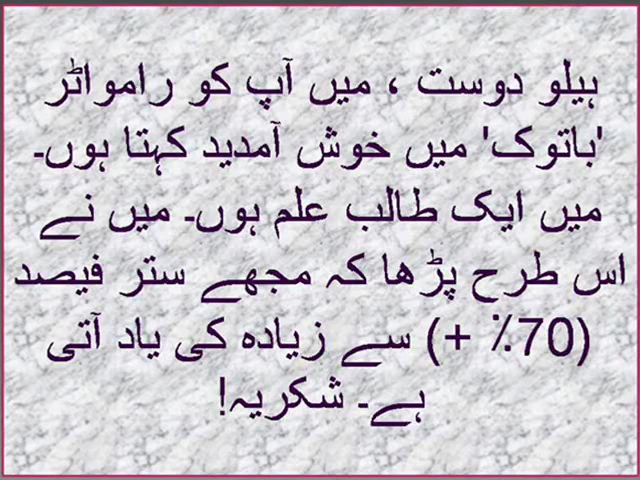 ہیلو دوست ، میں آپ کو رامواٹر
'باتوک' میں خوش آمدید کہتا ہوں۔
میں ایک طالب علم ہوں۔ میں نے
اس طرح پڑھا کہ مجھے ستر فیصد
(70٪ +) سے زیادہ کی یاد آتی
ہے۔ شکریہ!